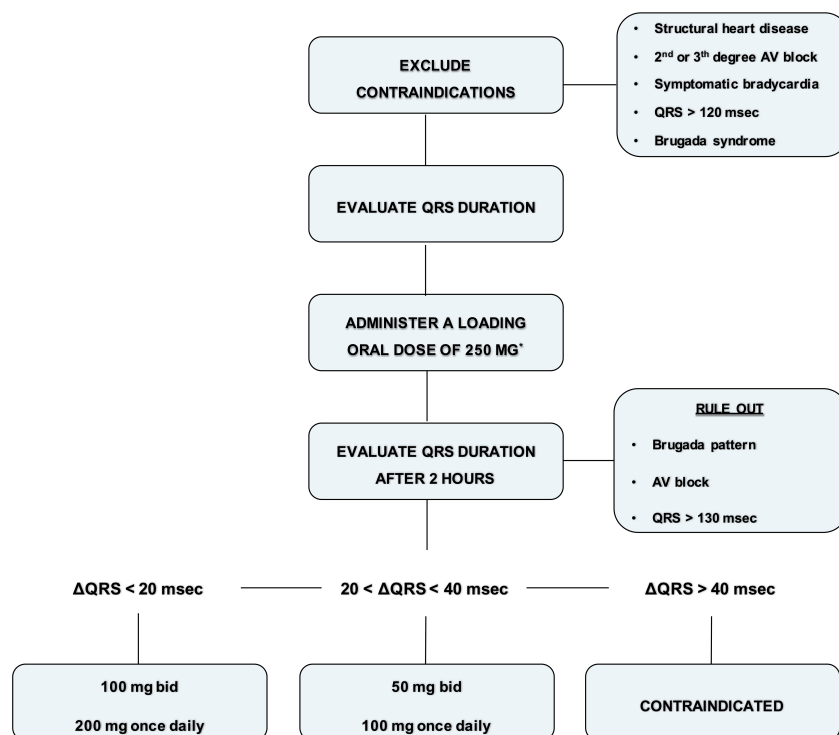 EXCLUDE
CONTRAINDICATIONS
• Structural heart disease
• 2nd or 3th degree AV block
• Symptomatic bradycardia
• QRS > 120 msec
• Brugada syndrome
EVALUATE QRS DURATION
ADMINISTER A LOADING
ORAL DOSE OF 250 MG*
EVALUATE QRS DURATION
AFTER 2 HOURS
RULE OUT
• Brugada pattern
• AV block
• QRS > 130 msec
ΔQRS < 20 msec
20 < ΔQRS < 40 msec
ΔQRS > 40 msec
100 mg bid
200 mg once daily
50 mg bid
100 mg once daily
CONTRAINDICATED